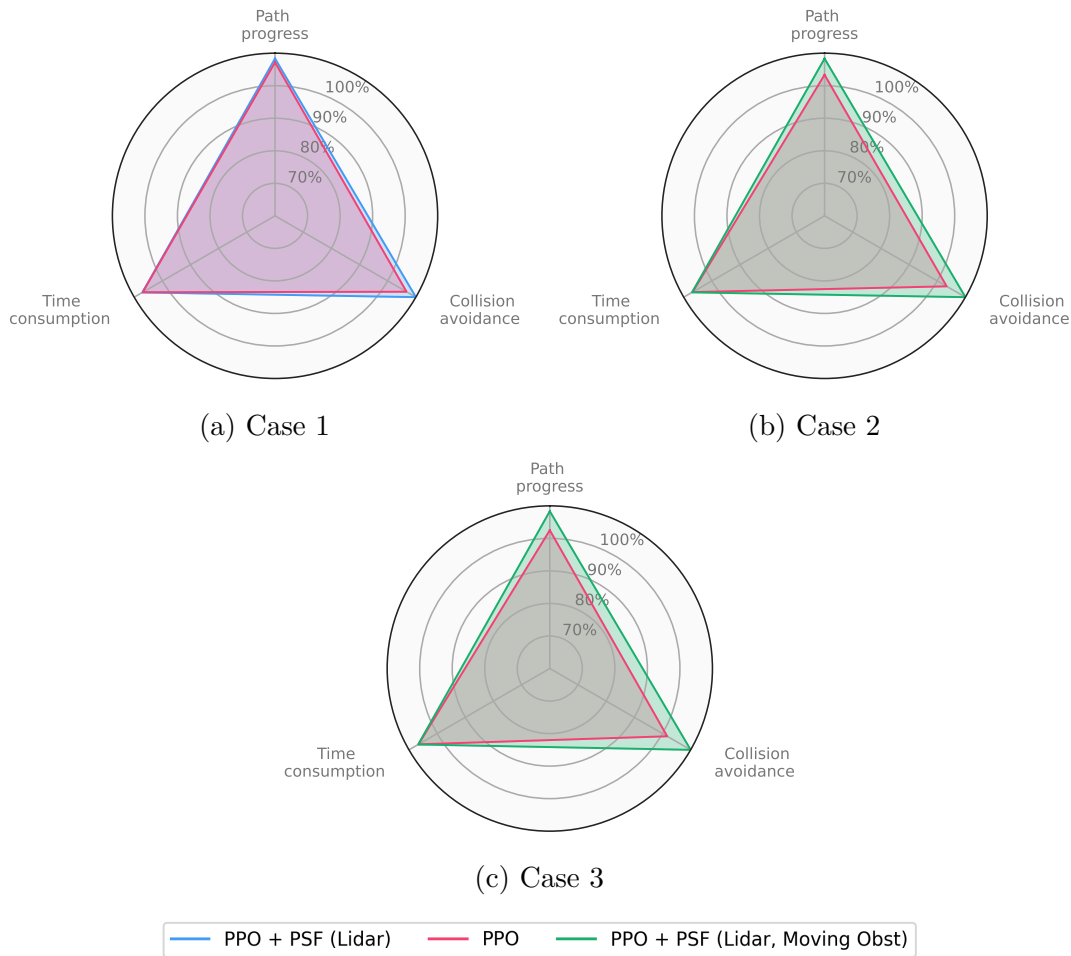 Path
progress
100%
90%
80%
70%
Time
consumption
Collision
avoidance
(a) Case 1
Path
progress
100%
90%
80%
70%
Time
consumption
Collision
avoidance
(b) Case 2
Path
progress
100%
90%
80%
70%
Time
consumption
Collision
avoidance
(c) Case 3
PPO + PSF (Lidar)
PPO
PPO + PSF (Lidar, Moving Obst)